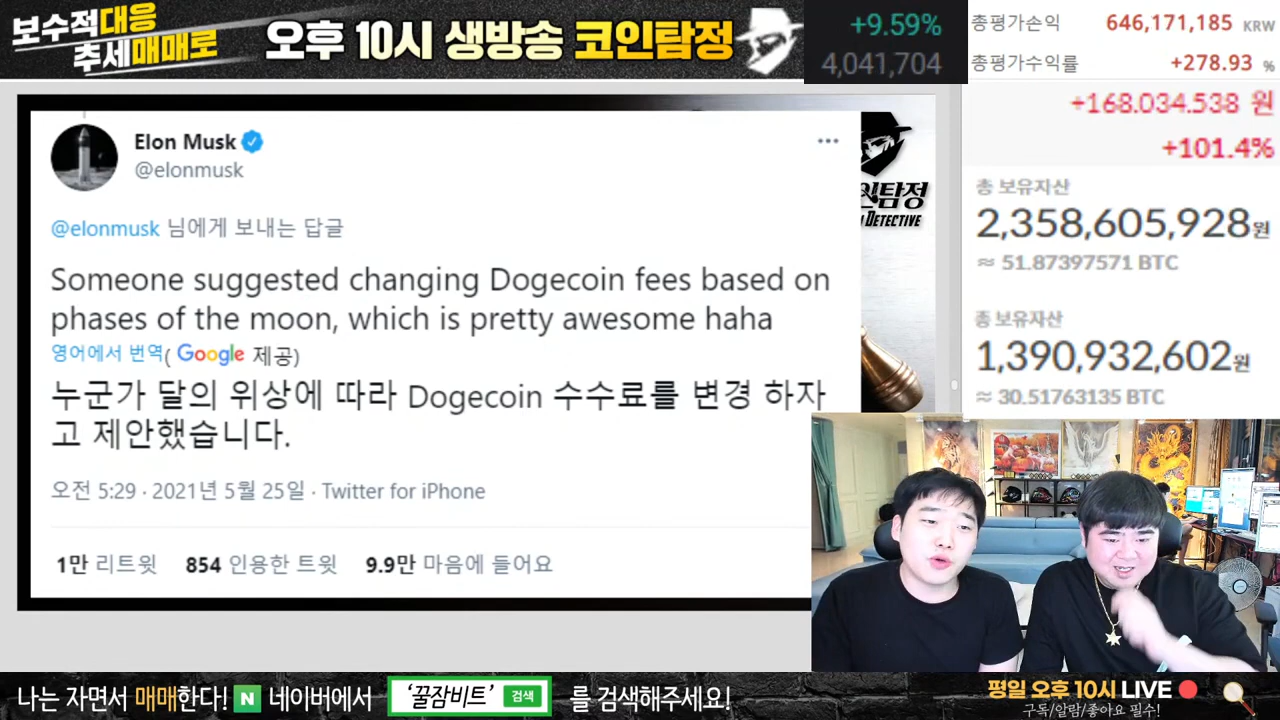 보수적대응
추세매매로
오후 10시 생방송 코인탐정
+9.59%
4,041,704
총평가손익 646,171,185 KRW
총평가수익률 +278.93 %
+168.034.538 원
+101.4%
총 보유자산
2,358,605,928원
≈ 51.87397571 BTC
총 보유자산
1,390,932,602원
≈ 30.51763135 BTC
Elon Musk
@elonmusk
인탐정
DETECTIVE
@elonmusk 님에게 보내는 답글
Someone suggested changing Dogecoin fees based on
phases of the moon, which is pretty awesome haha
영어에서 번역( Google 제공)
누군가 달의 위상에 따라 Dogecoin 수수료를 변경 하자
고 제안했습니다.
오전 5:29 · 2021년 5월 25일 · Twitter for iPhone
1만 리트윗 854 인용한 트윗 9.9만 마음에 들어요
나는 자면서 매매한다! N 네이버에서 '꿀잠비트' 검색 를 검색해주세요!
평일 오후 10시 LIVE
구독/알람/좋아요 필수!